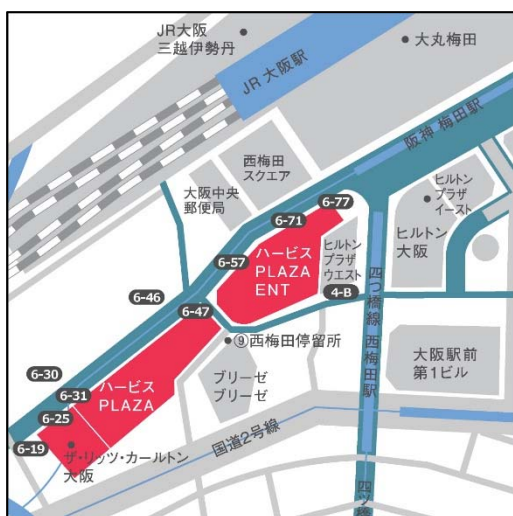 JR大阪
三越伊勢丹
大丸梅田
JR 大阪駅
阪神 梅田駅
西梅田
スクエア
大阪中央
郵便局
6-77
6-71
ヒルトン
プラザ
イースト
ヒルトン
大阪
ハービス
PLAZA
ENT
ヒルトン
プラザ
ウエスト
6-57
4-B
6-46
6-47
四つ橋線 西梅田駅
⑨西梅田停留所
大阪駅前
第1ビル
6-30
6-31
ハービス
PLAZA
ブリーゼ
ブリーゼ
6-25
6-19
ザ・リッツ・カールトン
大阪
国道2号線
四ツ橋